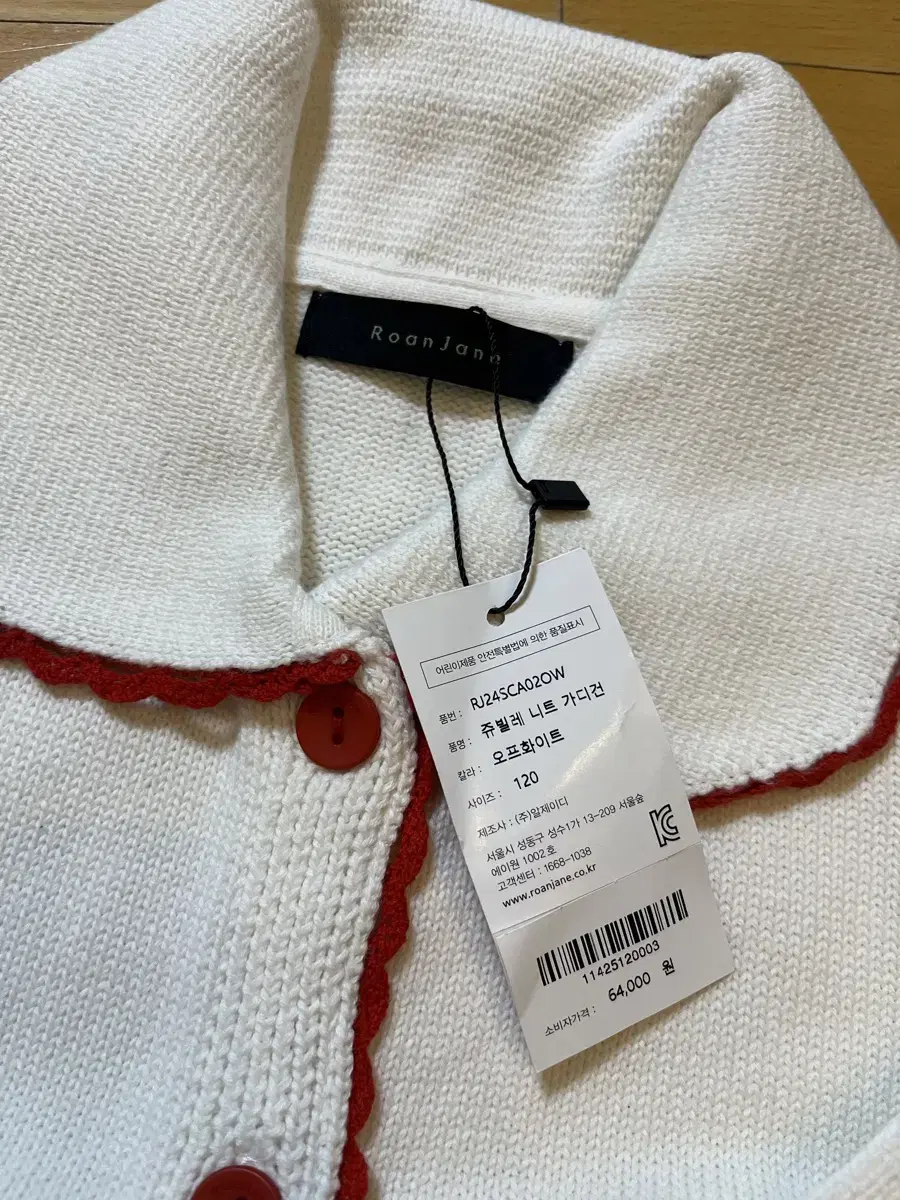 RoanJane
어린이제품 안전특별법에 의한 품질표시
품번 : RJ24SCA02OW
품명 : 쥬빌레 니트 가디건
칼라 : 오프화이트
사이즈 : 120
제조사 : (주)알제이디
서울시 성동구 성수1가 13-209 서울숲
에이원 1002호
고객센터 : 1668-1038
www.roanjane.co.kr
11425120003
소비자가격 : 64,000 원